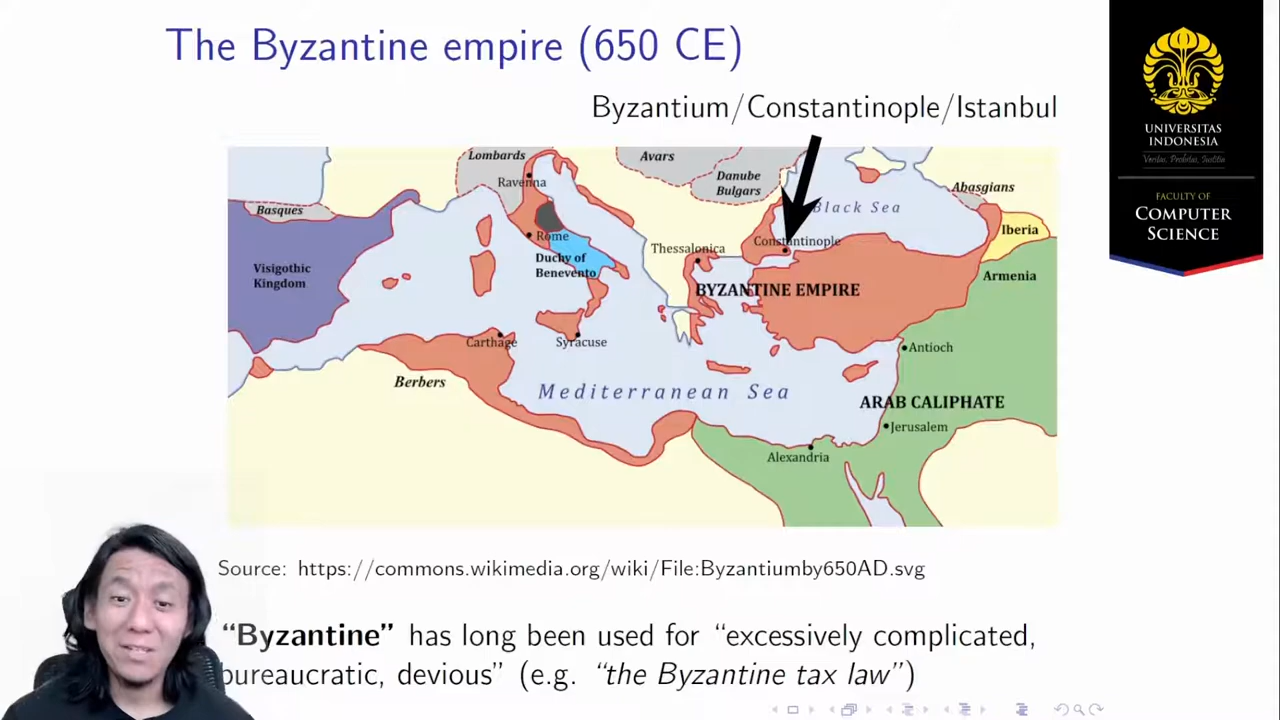 The Byzantine empire (650 CE)
Byzantium/Constantinople/Istanbul
UNIVERSITAS
INDONESIA
Veritas, Probitas, Iustitia
FACULTY OF
COMPUTER
SCIENCE
Lombards
Avars
Ravenna
Danube
Bulgars
Abasgians
Basques
Black Sea
Rome
Constantinople
Iberia
Thessalonica
Duchy of
Benevento
Visigothic
Kingdom
Armenia
BYZANTINE EMPIRE
Carthage
Syracuse
Antioch
Berbers
Mediterranean Sea
ARAB CALIPHATE
Jerusalem
Alexandria
Source: https://commons.wikimedia.org/wiki/File:Byzantiumby650AD.svg
“Byzantine” has long been used for “excessively complicated,
bureaucratic, devious” (e.g. “the Byzantine tax law”)